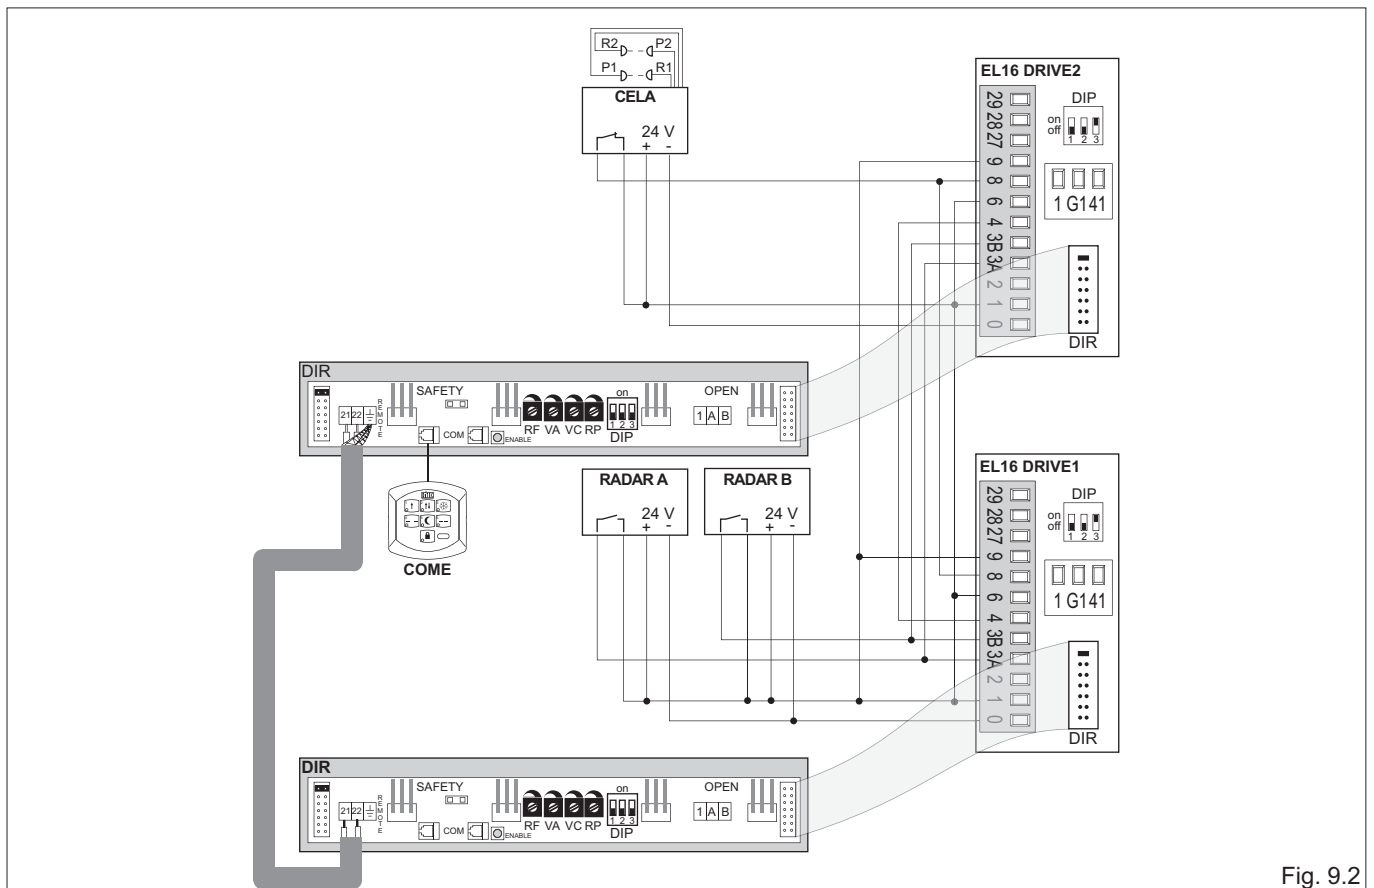 R2 P2
P1 R1
CELA
24 V
+ -
EL16 DRIVE2
DIP
on
off
1 2 3
29
28
27
9
8
6
4
3B
3A
2
1
0
1 G1 41
DIR
DIR
21 22
REMOTE
SAFETY
COM
ENABLE
RF VA VC RP
on
1 2 3
DIP
OPEN
1 A B
COME
RADAR A
24 V
+ -
RADAR B
24 V
+ -
EL16 DRIVE1
DIP
on
off
1 2 3
29
28
27
9
8
6
4
3B
3A
2
1
0
1 G1 41
DIR
DIR
21 22
REMOTE
SAFETY
COM
ENABLE
RF VA VC RP
on
1 2 3
DIP
OPEN
1 A B
Fig. 9.2